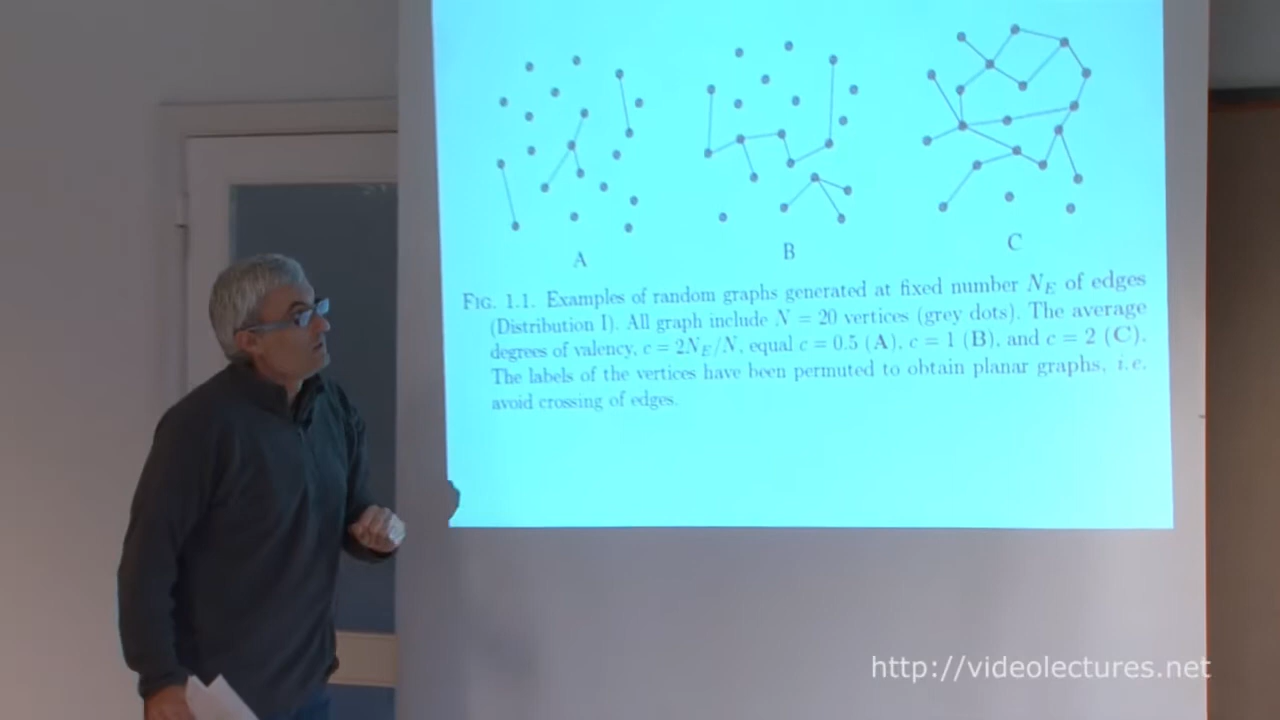 A
B
C
FIG. 1.1. Examples of random graphs generated at fixed number N_E of edges
(Distribution I). All graph include N = 20 vertices (grey dots). The average
degrees of valency, c = 2N_E/N, equal c = 0.5 (A), c = 1 (B), and c = 2 (C).
The labels of the vertices have been permuted to obtain planar graphs, i.e.
avoid crossing of edges.
http://videolectures.net